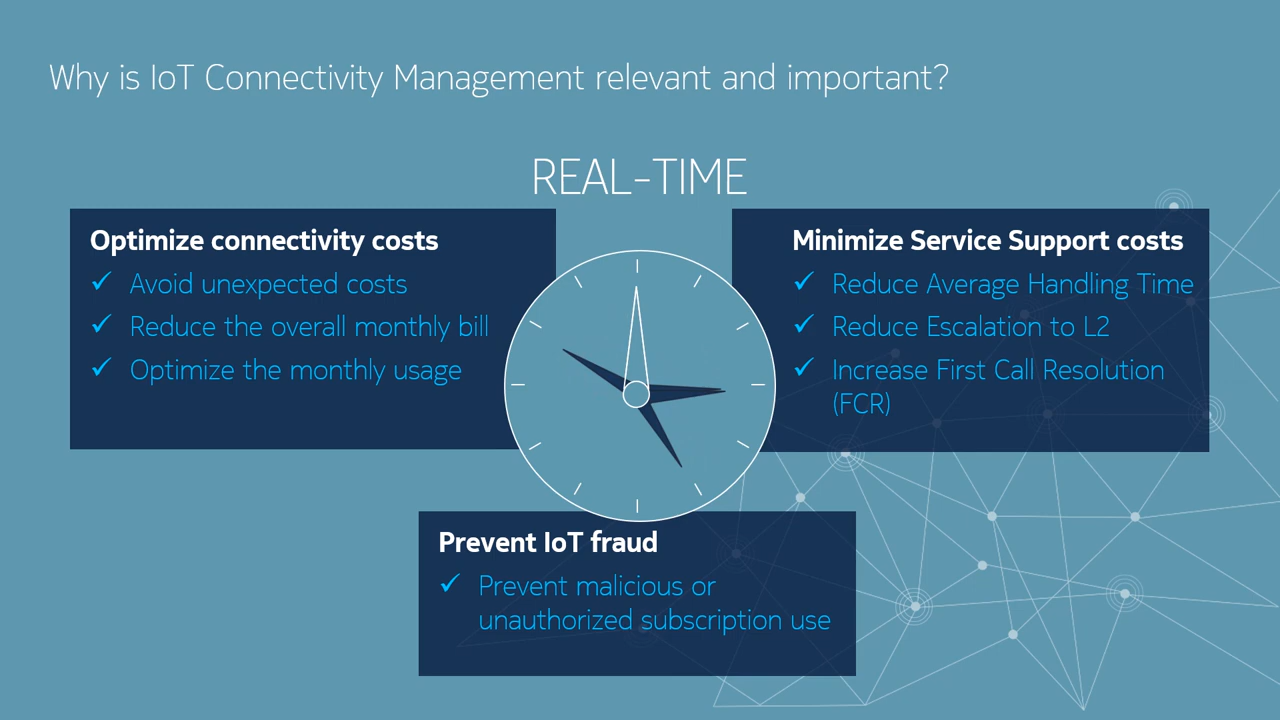 Why is IoT Connectivity Management relevant and important?
REAL-TIME
Optimize connectivity costs
✓ Avoid unexpected costs
✓ Reduce the overall monthly bill
✓ Optimize the monthly usage
Minimize Service Support costs
✓ Reduce Average Handling Time
✓ Reduce Escalation to L2
✓ Increase First Call Resolution
(FCR)
Prevent IoT fraud
✓ Prevent malicious or
unauthorized subscription use